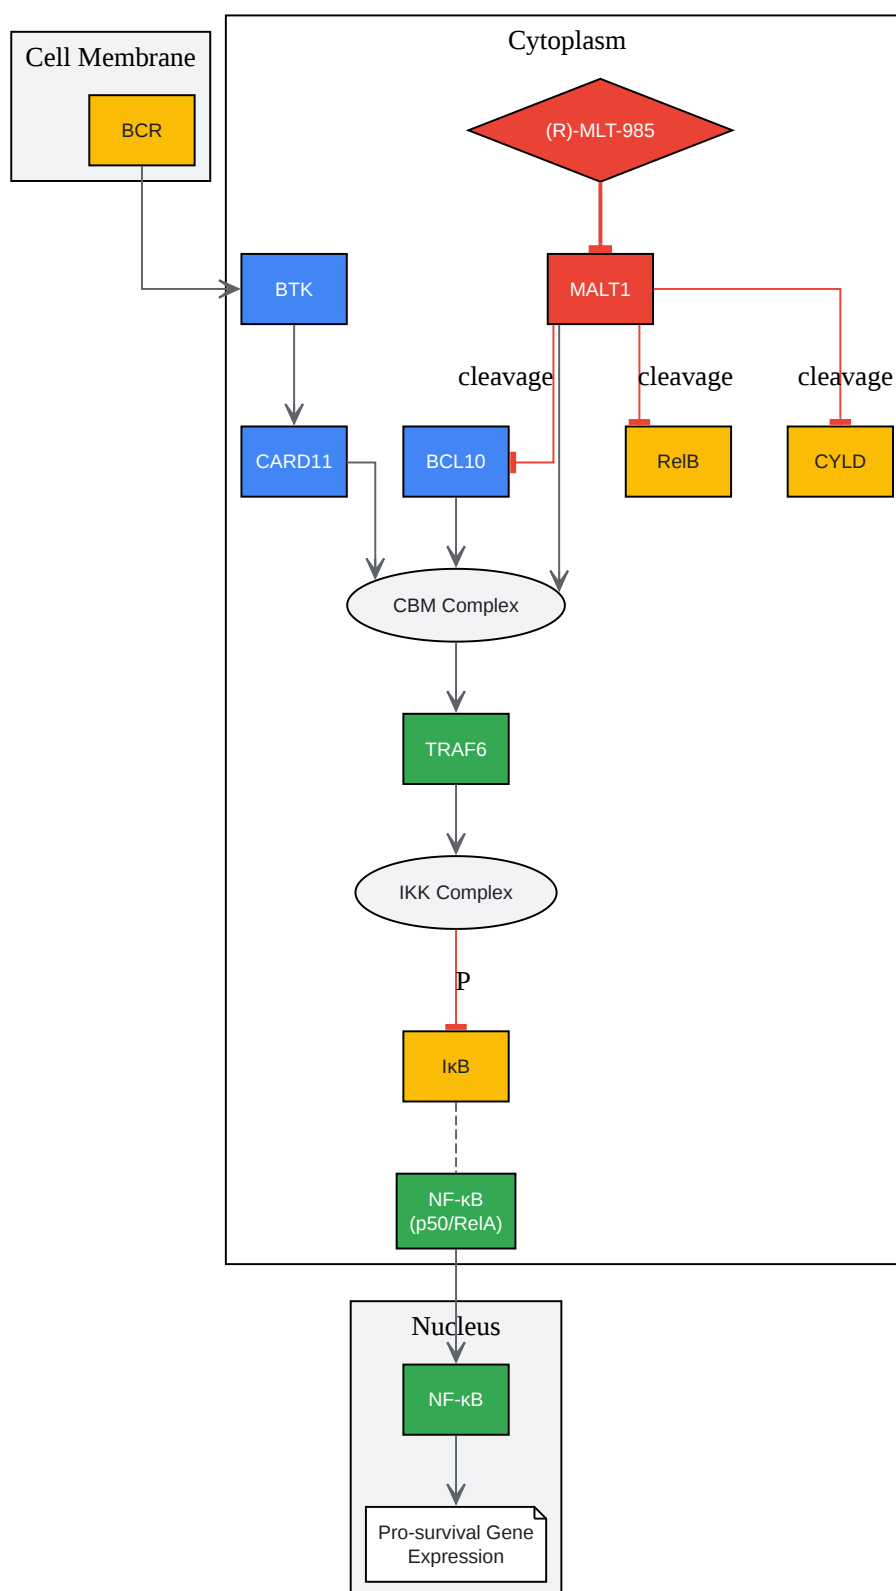 Cytoplasm
Cell Membrane
BCR
(R)-MLT-985
BTK
MALT1
cleavage
cleavage
cleavage
CARD11
BCL10
RelB
CYLD
CBM Complex
TRAF6
IKK Complex
P
IκB
NF-κB
(p50/RelA)
Nucleus
NF-κB
Pro-survival Gene
Expression